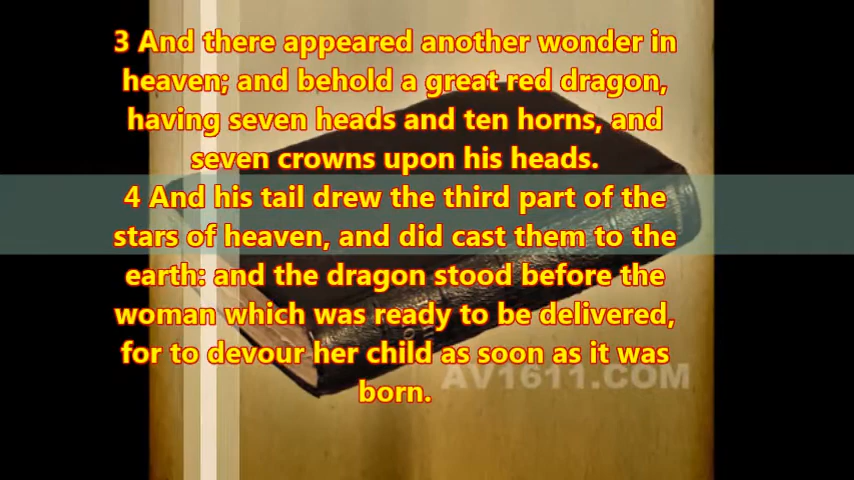 3 And there appeared another wonder in
heaven; and behold a great red dragon,
having seven heads and ten horns, and
seven crowns upon his heads.
4 And his tail drew the third part of the
stars of heaven, and did cast them to the
earth: and the dragon stood before the
woman which was ready to be delivered,
for to devour her child as soon as it was
born.
AV1611.COM